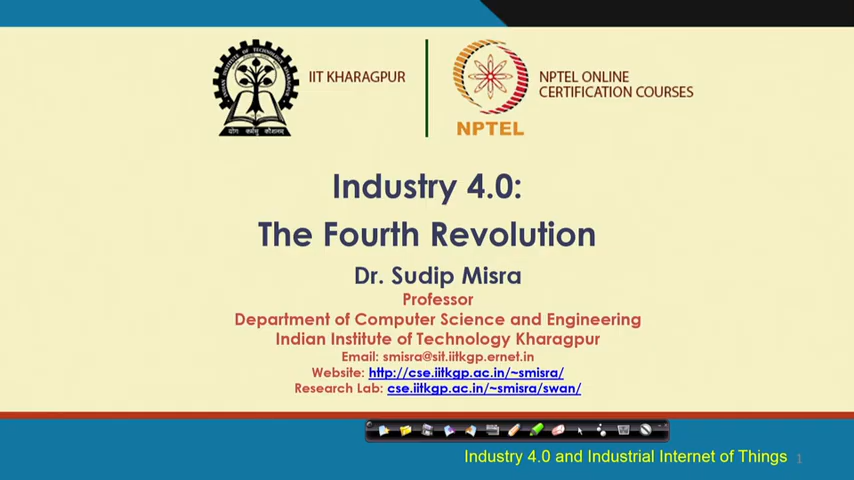 IIT KHARAGPUR
NPTEL ONLINE
CERTIFICATION COURSES
NPTEL
योगः कर्मसु कौशलम्
Industry 4.0:
The Fourth Revolution
Dr. Sudip Misra
Professor
Department of Computer Science and Engineering
Indian Institute of Technology Kharagpur
Email: smisra@sit.iitkgp.ernet.in
Website: http://cse.iitkgp.ac.in/~smisra/
Research Lab: cse.iitkgp.ac.in/~smisra/swan/
Industry 4.0 and Industrial Internet of Things 1